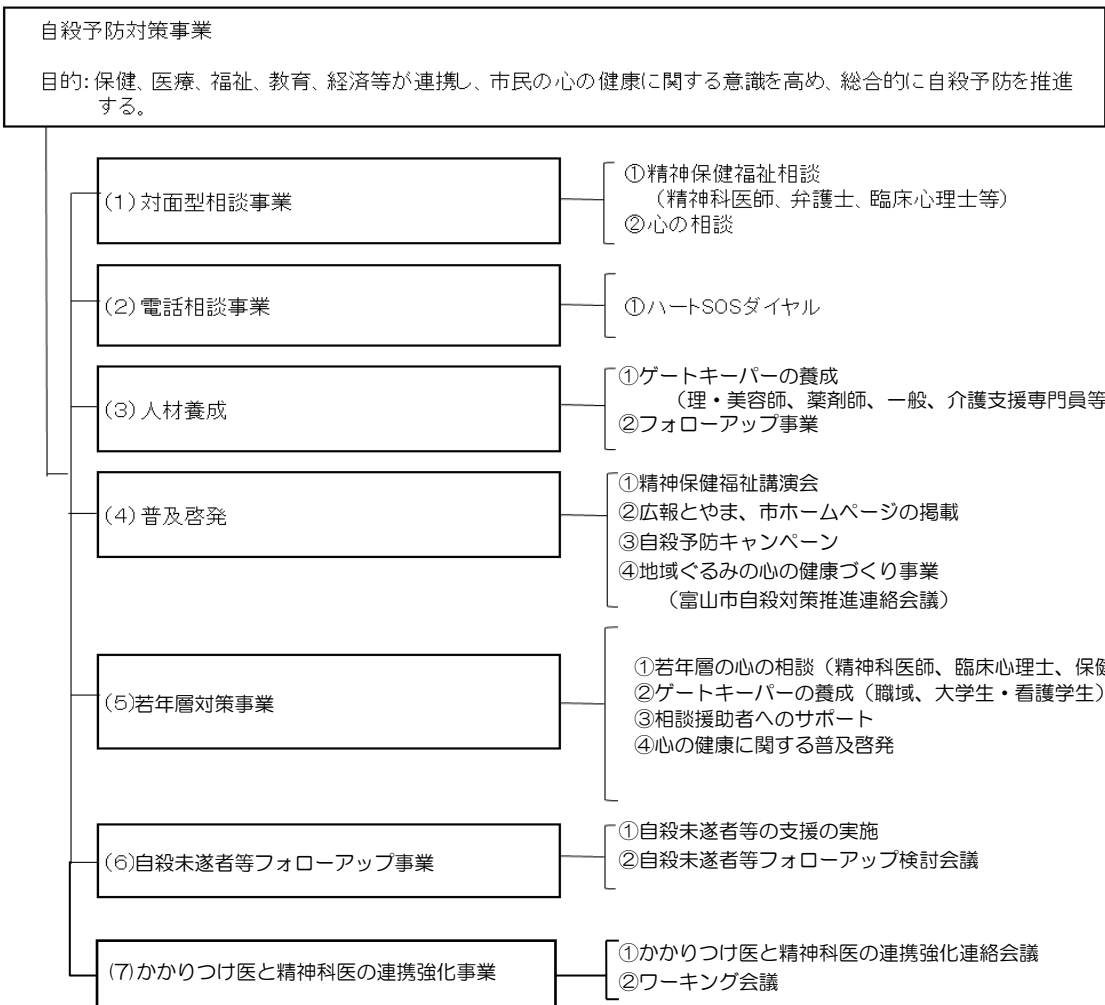 自殺予防対策事業
目的:保健、医療、福祉、教育、経済等が連携し、市民の心の健康に関する意識を高め、総合的に自殺予防を推進
する。
(1)対面型相談事業
①精神保健福祉相談
(精神科医師、弁護士、臨床心理士等)
②心の相談
(2)電話相談事業
①ハートSOSダイヤル
(3)人材養成
①ゲートキーパーの養成
(理・美容師、薬剤師、一般、介護支援専門員等
②フォローアップ事業
(4)普及啓発
①精神保健福祉講演会
②広報とやま、市ホームページの掲載
③自殺予防キャンペーン
④地域ぐるみの心の健康づくり事業
(富山市自殺対策推進連絡会議)
(5)若年層対策事業
①若年層の心の相談(精神科医師、臨床心理士、保健
②ゲートキーパーの養成(職域、大学生・看護学生)
③相談援助者へのサポート
④心の健康に関する普及啓発
(6)自殺未遂者等フォローアップ事業
①自殺未遂者等の支援の実施
②自殺未遂者等フォローアップ検討会議
(7)かかりつけ医と精神科医の連携強化事業
①かかりつけ医と精神科医の連携強化連絡会議
②ワーキング会議